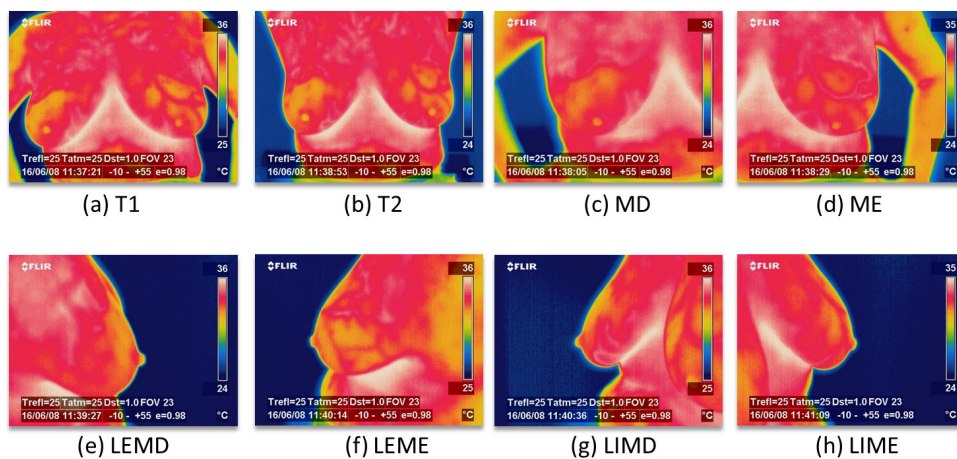 FLIR
36
25
Trefl=25 Tatm=25 Dst=1.0 FOV 23
16/06/08 11:37:21 -10 - +55 e=0.98 °C
(a) T1
FLIR
36
24
Trefl=25 Tatm=25 Dst=1.0 FOV 23
16/06/08 11:38:53 -10 - +55 e=0.98 °C
(b) T2
FLIR
36
24
Trefl=25 Tatm=25 Dst=1.0 FOV 23
16/06/08 11:38:05 -10 - +55 e=0.98 °C
(c) MD
FLIR
35
24
Trefl=25 Tatm=25 Dst=1.0 FOV 23
16/06/08 11:38:29 -10 - +55 e=0.98 °C
(d) ME
FLIR
36
24
Trefl=25 Tatm=25 Dst=1.0 FOV 23
16/06/08 11:39:27 -10 - +55 e=0.98 °C
(e) LEMD
FLIR
36
24
Trefl=25 Tatm=25 Dst=1.0 FOV 23
16/06/08 11:40:14 -10 - +55 e=0.98 °C
(f) LEME
FLIR
36
25
Trefl=25 Tatm=25 Dst=1.0 FOV 23
16/06/08 11:40:36 -10 - +55 e=0.98 °C
(g) LIMD
FLIR
35
24
Trefl=25 Tatm=25 Dst=1.0 FOV 23
16/06/08 11:41:09 -10 - +55 e=0.98 °C
(h) LIME